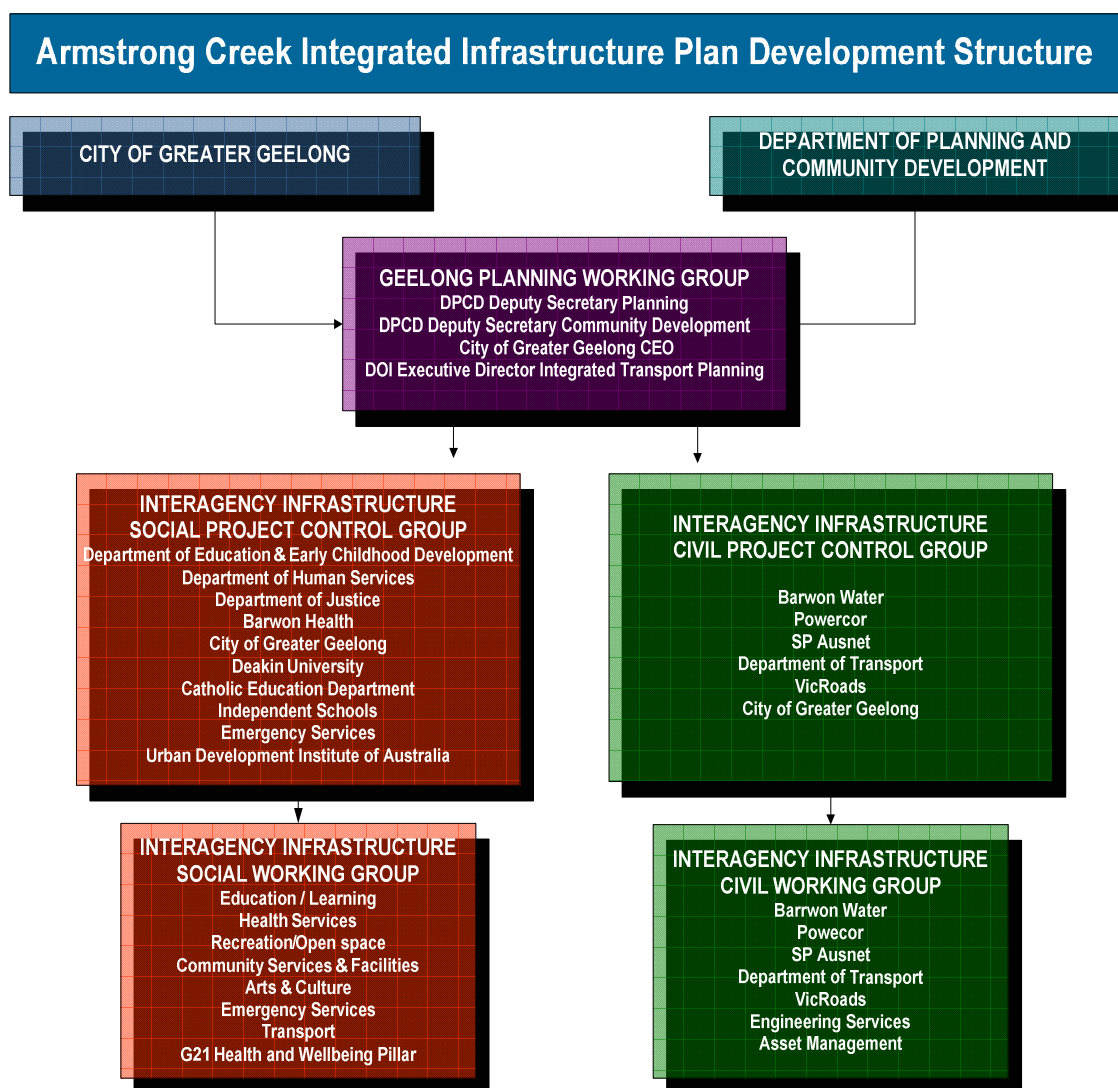 Armstrong Creek Integrated Infrastructure Plan Development Structure
CITY OF GREATER GEELONG
DEPARTMENT OF PLANNING AND
COMMUNITY DEVELOPMENT
GEELONG PLANNING WORKING GROUP
DPCD Deputy Secretary Planning
DPCD Deputy Secretary Community Development
City of Greater Geelong CEO
DOI Executive Director Integrated Transport Planning
INTERAGENCY INFRASTRUCTURE
SOCIAL PROJECT CONTROL GROUP
Department of Education & Early Childhood Development
Department of Human Services
Department of Justice
Barwon Health
City of Greater Geelong
Deakin University
Catholic Education Department
Independent Schools
Emergency Services
Urban Development Institute of Australia
INTERAGENCY INFRASTRUCTURE
CIVIL PROJECT CONTROL GROUP
Barwon Water
Powercor
SP Ausnet
Department of Transport
VicRoads
City of Greater Geelong
INTERAGENCY INFRASTRUCTURE
SOCIAL WORKING GROUP
Education / Learning
Health Services
Recreation/Open space
Community Services & Facilities
Arts & Culture
Emergency Services
Transport
G21 Health and Wellbeing Pillar
INTERAGENCY INFRASTRUCTURE
CIVIL WORKING GROUP
Barrwon Water
Powecor
SP Ausnet
Department of Transport
VicRoads
Engineering Services
Asset Management